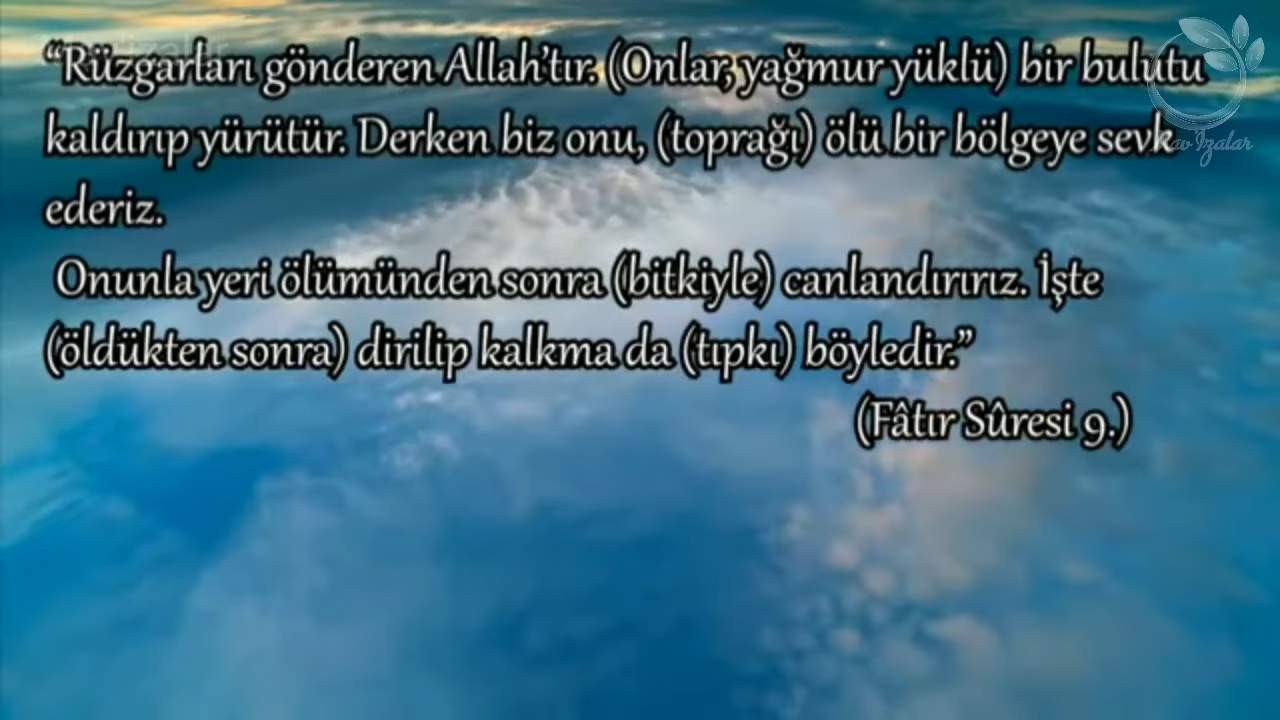 “Rüzgarları gönderen Allah’tır. (Onlar, yağmur yüklü) bir bulutu
kaldırıp yürütür. Derken biz onu, (toprağı) ölü bir bölgeye sevk
ederiz.
Onunla yeri ölümünden sonra (bitkiyle) canlandırırız. İşte
(öldükten sonra) dirilip kalkma da (tıpkı) böyledir.”
(Fâtır Sûresi 9.)